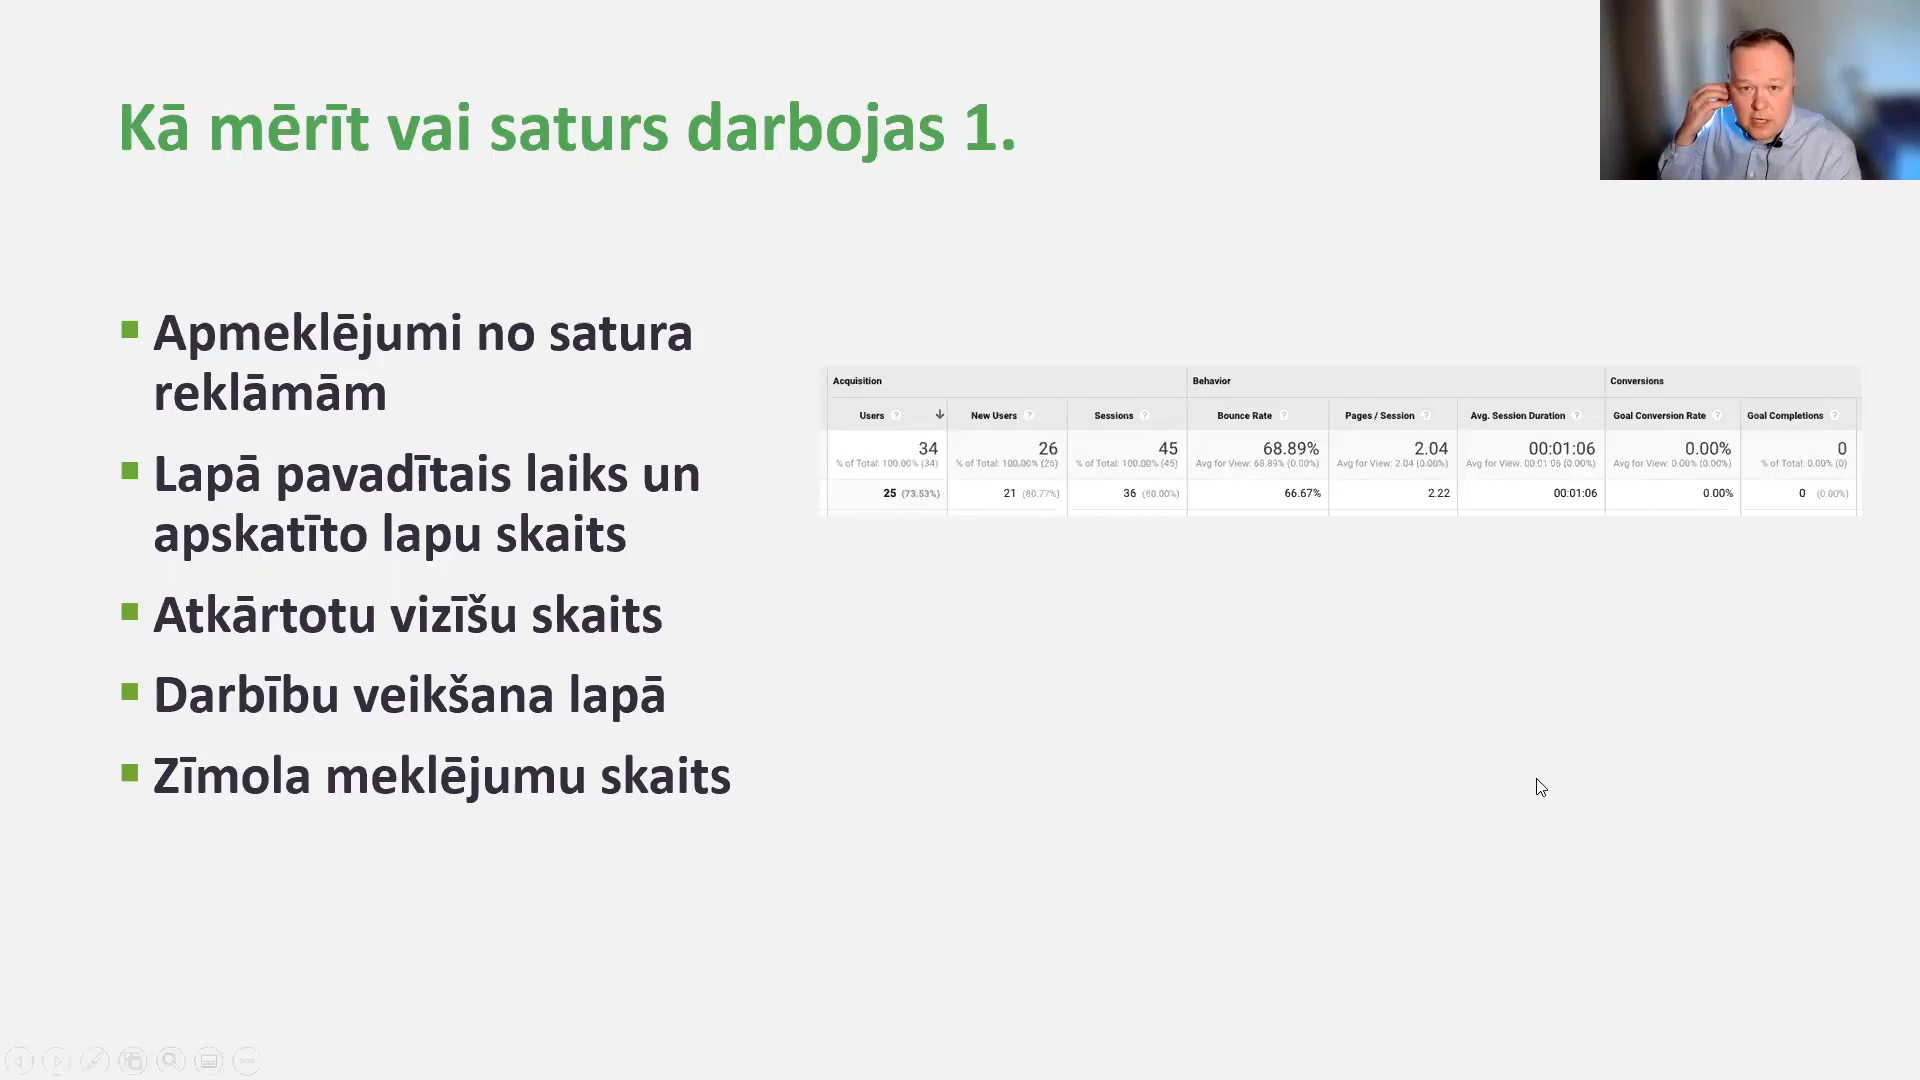 Kā mērīt vai saturs darbojas 1.
Apmeklējumi no satura
reklāmām
Lapā pavadītais laiks un
apskatīto lapu skaits
Atkārtotu vizīšu skaits
Darbību veikšana lapā
Zīmola meklējumu skaits
Acquisition Behavior Conversions
Users New Users Sessions Bounce Rate Pages / Session Avg. Session Duration Goal Conversion Rate Goal Completions
34 26 45 68.89% 2.04 00:01:06 0.00% 0
% of Total: 100.00% (34) % of Total: 100.00% (26) % of Total: 100.00% (45) Avg for View: 68.89% (0.00%) Avg for View: 2.04 (0.00%) Avg for View: 00:01:06 (0.00%) Avg for View: 0.00% (0.00%) % of Total: 0.00% (0)
25 (73.53%) 21 (80.77%) 36 (80.00%) 66.67% 2.22 00:01:06 0.00% 0 (0.00%)